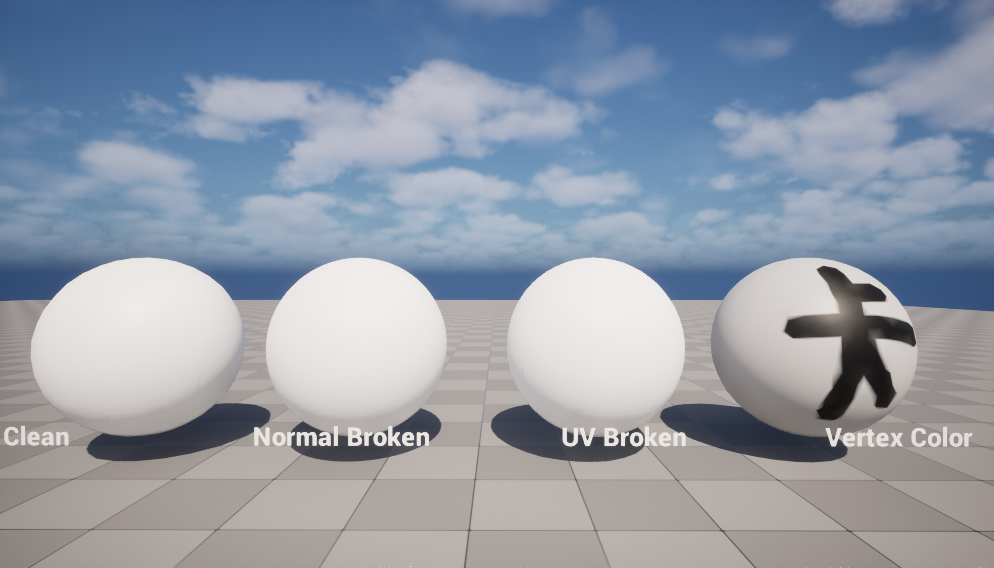 Clean
Normal Broken
UV Broken
Vertex Color